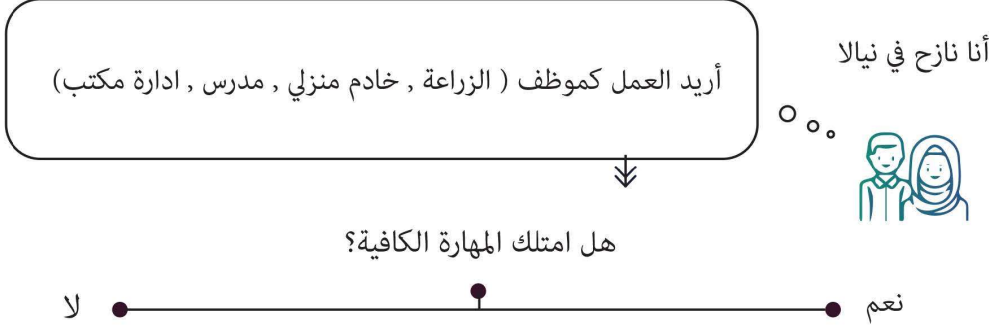 أنا نازح في نيالا
أريد العمل كموظف ( الزراعة , خادم منزلي , مدرس , ادارة مكتب)
هل امتلك المهارة الكافية؟
نعم
لا